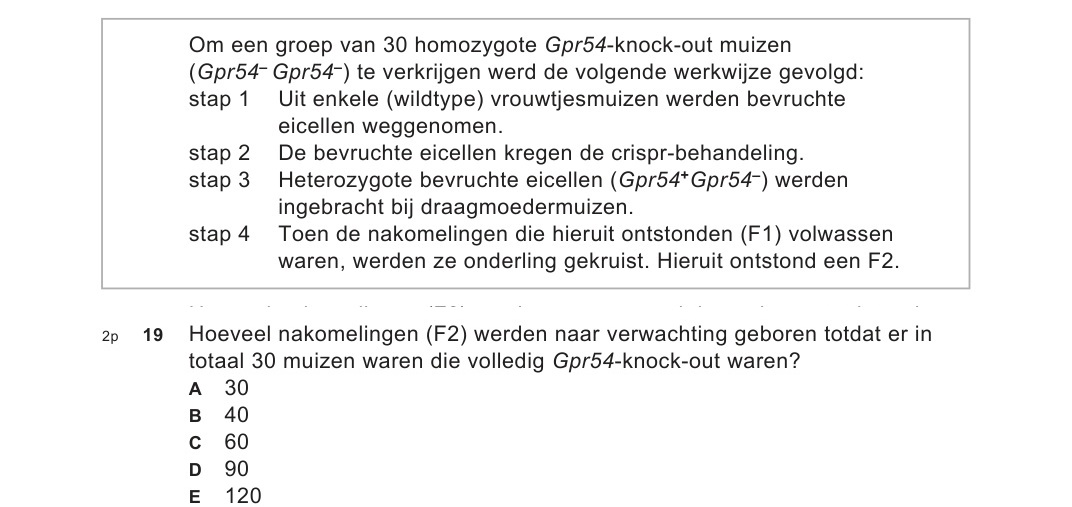 Om een groep van 30 homozygote Gpr54-knock-out muizen
(Gpr54⁻ Gpr54⁻) te verkrijgen werd de volgende werkwijze gevolgd:
stap 1 Uit enkele (wildtype) vrouwtjesmuizen werden bevruchte
eicellen weggenomen.
stap 2 De bevruchte eicellen kregen de crispr-behandeling.
stap 3 Heterozygote bevruchte eicellen (Gpr54⁺Gpr54⁻) werden
ingebracht bij draagmoedermuizen.
stap 4 Toen de nakomelingen die hieruit ontstonden (F1) volwassen
waren, werden ze onderling gekruist. Hieruit ontstond een F2.
2p 19 Hoeveel nakomelingen (F2) werden naar verwachting geboren totdat er in
totaal 30 muizen waren die volledig Gpr54-knock-out waren?
A 30
B 40
C 60
D 90
E 120